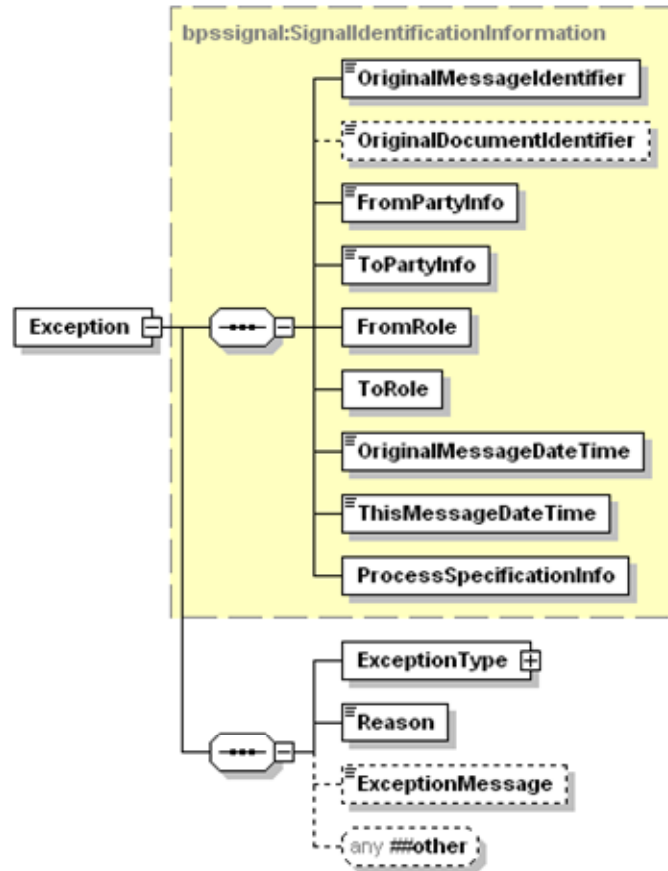 bpssignal:SignalIdentificationInformation
OriginalMessageIdentifier
OriginalDocumentIdentifier
FromPartyInfo
ToPartyInfo
Exception
FromRole
ToRole
OriginalMessageDateTime
ThisMessageDateTime
ProcessSpecificationInfo
ExceptionType
Reason
ExceptionMessage
any ##other